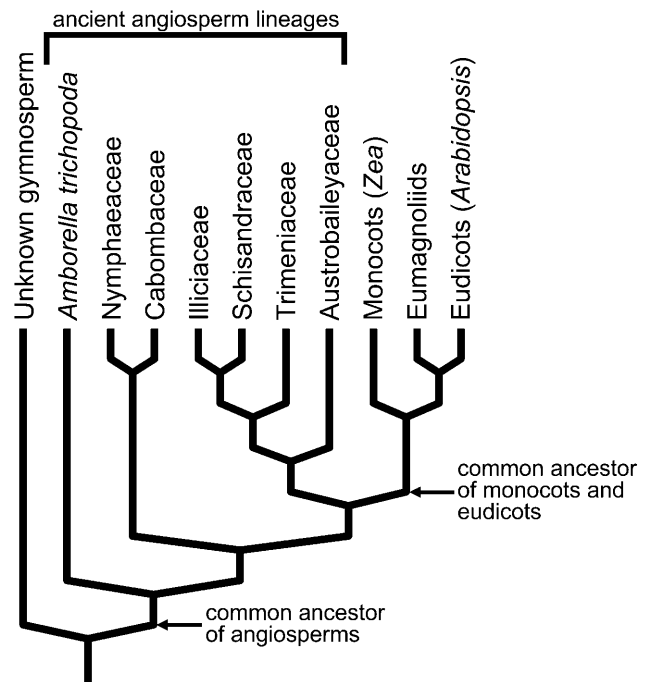 ancient angiosperm lineages
Unknown gymnosperm
Amborella trichopoda
Nymphaeaceae
Cabombaceae
Illiciaceae
Schisandraceae
Trimeniaceae
Austrobaileyaceae
Monocots (Zea)
Eumagnoliids
Eudicots (Arabidopsis)
common ancestor
of monocots and
eudicots
common ancestor
of angiosperms